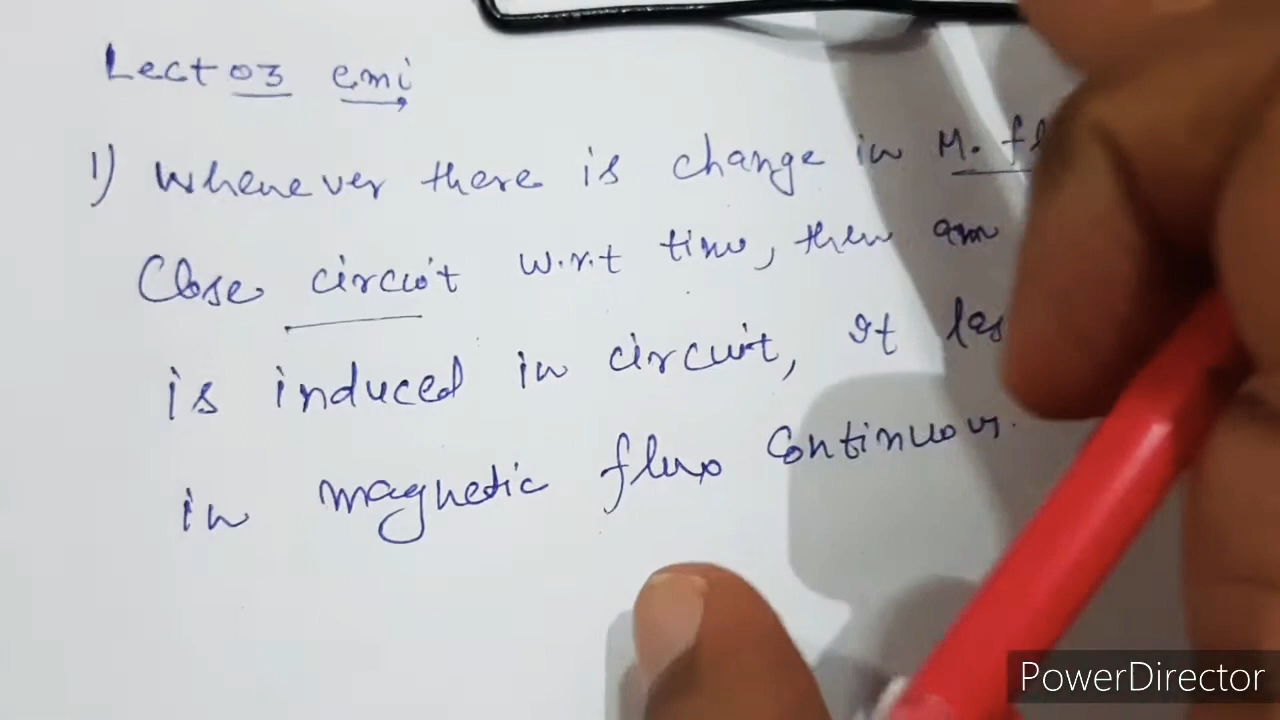 Lect 03 emi
1) Whenever there is change in M.
Close circuit w.r.t time, then am
is induced in circuit, It
in magnetic flux continuous.
PowerDirector